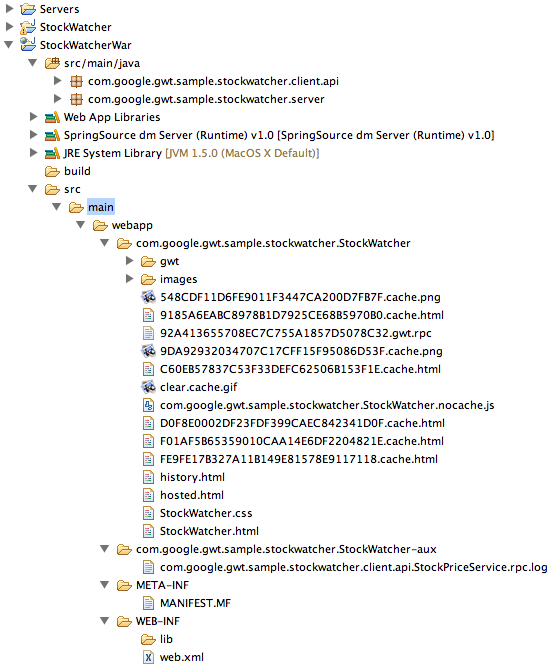 Servers
StockWatcher
StockWatcherWar
src/main/java
com.google.gwt.sample.stockwatcher.client.api
com.google.gwt.sample.stockwatcher.server
Web App Libraries
SpringSource dm Server (Runtime) v1.0 [SpringSource dm Server (Runtime) v1.0]
JRE System Library [JVM 1.5.0 (MacOS X Default)]
build
src
main
webapp
com.google.gwt.sample.stockwatcher.StockWatcher
gwt
images
548CDF11D6FE9011F3447CA200D7FB7F.cache.png
9185A6EABC8978B1D7925CE68B5970B0.cache.html
92A413655708EC7C755A1857D5078C32.gwt.rpc
9DA92932034707C17CFF15F95086D53F.cache.png
C60EB57837C53F33DEFC62506B153F1E.cache.html
clear.cache.gif
com.google.gwt.sample.stockwatcher.StockWatcher.nocache.js
D0F8E0002DF23FDF399CAEC842341D0F.cache.html
F01AF5B65359010CAA14E6DF2204821E.cache.html
FE9FE17B327A11B149E81578E9117118.cache.html
history.html
hosted.html
StockWatcher.css
StockWatcher.html
com.google.gwt.sample.stockwatcher.StockWatcher-aux
com.google.gwt.sample.stockwatcher.client.api.StockPriceService.rpc.log
META-INF
MANIFEST.MF
WEB-INF
lib
web.xml